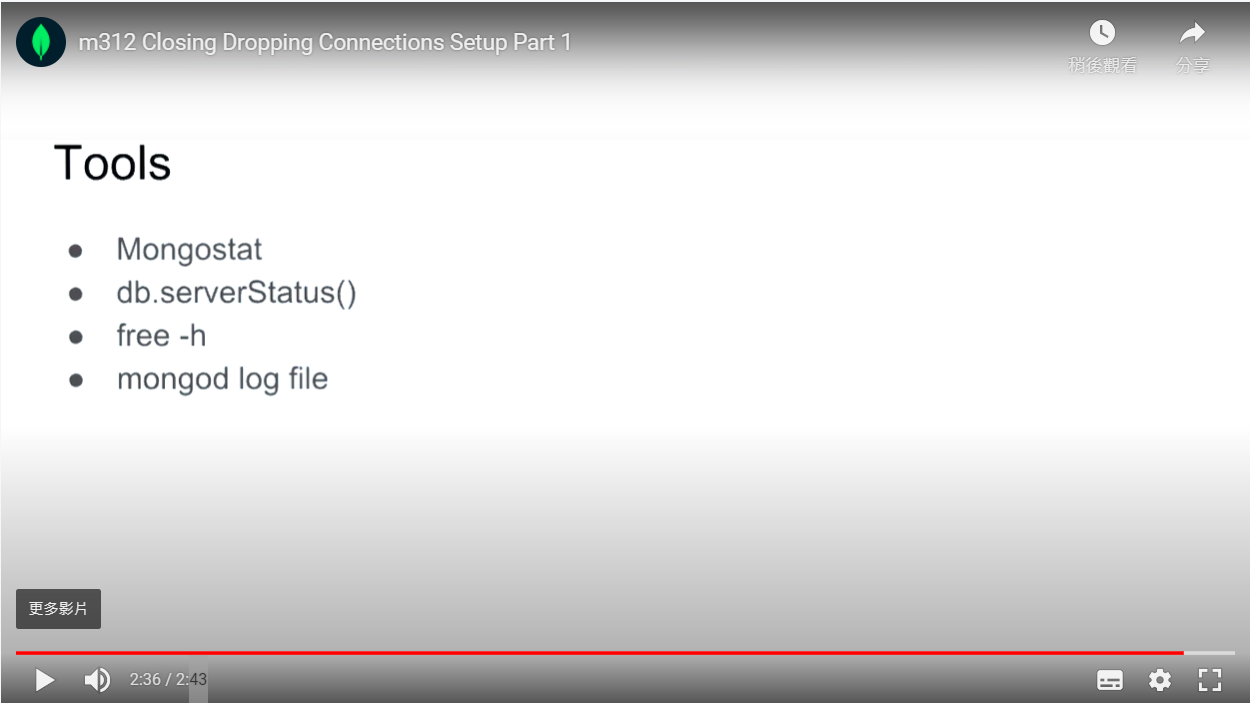 m312 Closing Dropping Connections Setup Part 1
稍後觀看
分享
Tools
● Mongostat
● db.serverStatus()
● free -h
● mongod log file
更多影片
2:36 / 2:43